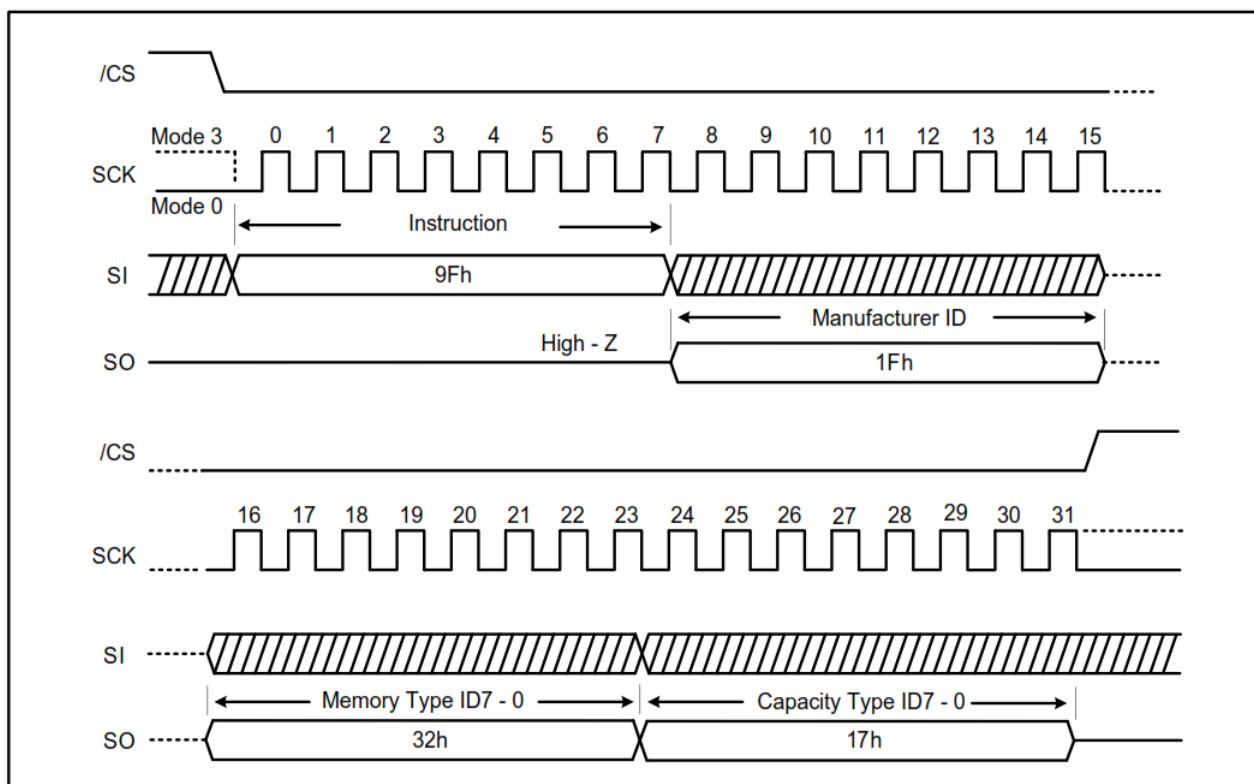 /CS
Mode 3 0 1 2 3 4 5 6 7 8 9 10 11 12 13 14 15
SCK
Mode 0
Instruction
SI 9Fh
Manufacturer ID
High - Z
SO 1Fh
/CS
16 17 18 19 20 21 22 23 24 25 26 27 28 29 30 31
SCK
SI
Memory Type ID7 - 0 Capacity Type ID7 - 0
SO 32h 17h